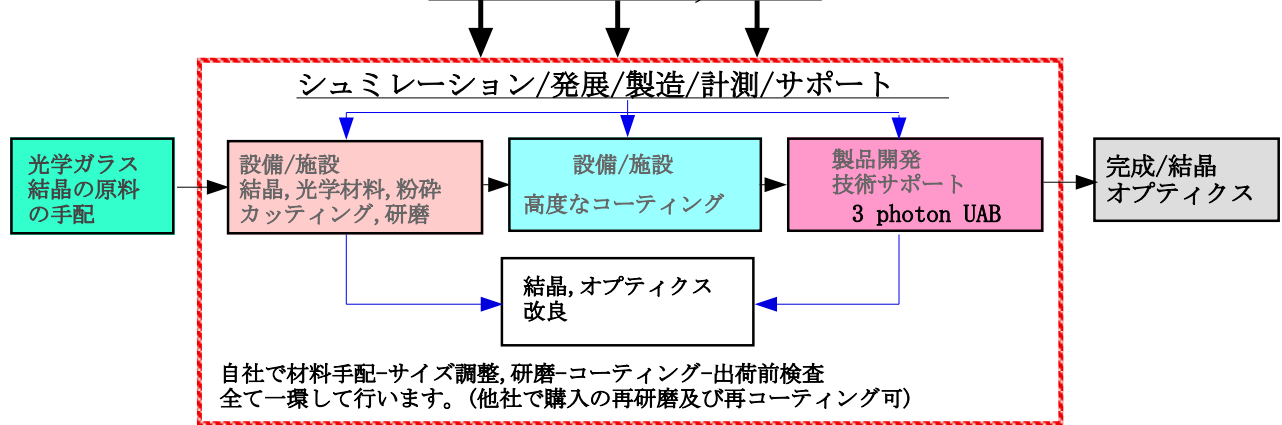 シュミレーション/発展/製造/計測/サポート
光学ガラス
結晶の原料
の手配
設備/施設
結晶,光学材料,粉砕
カッティング,研磨
設備/施設
高度なコーティング
製品開発
技術サポート
3 photon UAB
完成/結晶
オプティクス
結晶,オプティクス
改良
自社で材料手配-サイズ調整,研磨-コーティング-出荷前検査
全て一環して行います。(他社で購入の再研磨及び再コーティング可)